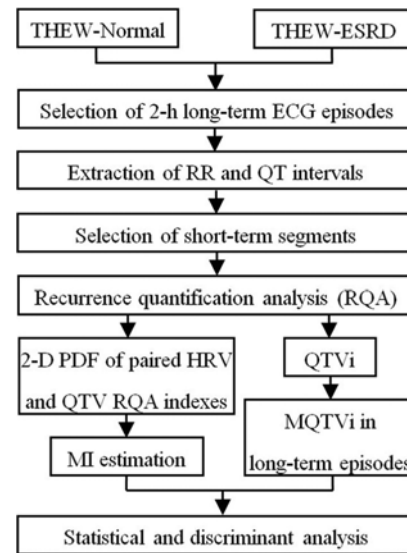 THEW-Normal
THEW-ESRD
Selection of 2-h long-term ECG episodes
Extraction of RR and QT intervals
Selection of short-term segments
Recurrence quantification analysis (RQA)
2-D PDF of paired HRV
and QTV RQA indexes
QTVi
MI estimation
MQTVi in
long-term episodes
Statistical and discriminant analysis